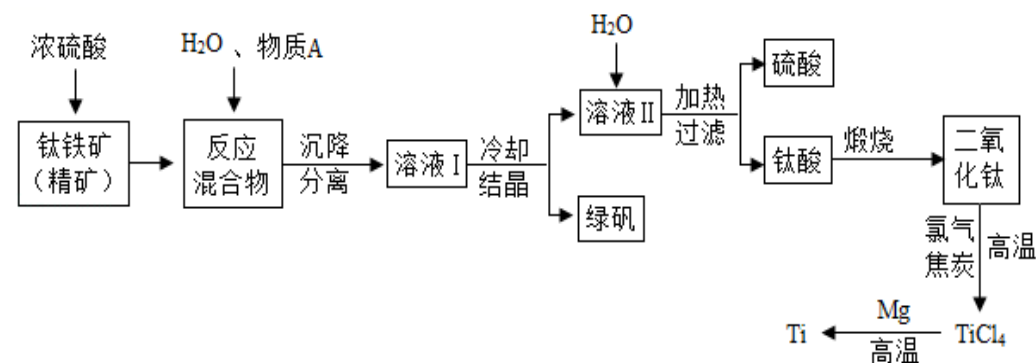 浓硫酸
H₂O 、物质A
H₂O
钛铁矿
（精矿）
反应
混合物
沉降
分离
溶液Ⅰ
冷却
结晶
溶液Ⅱ
绿矾
加热
过滤
硫酸
钛酸
煅烧
二氧
化钛
氯气
焦炭
高温
TiCl₄
Mg
高温
Ti